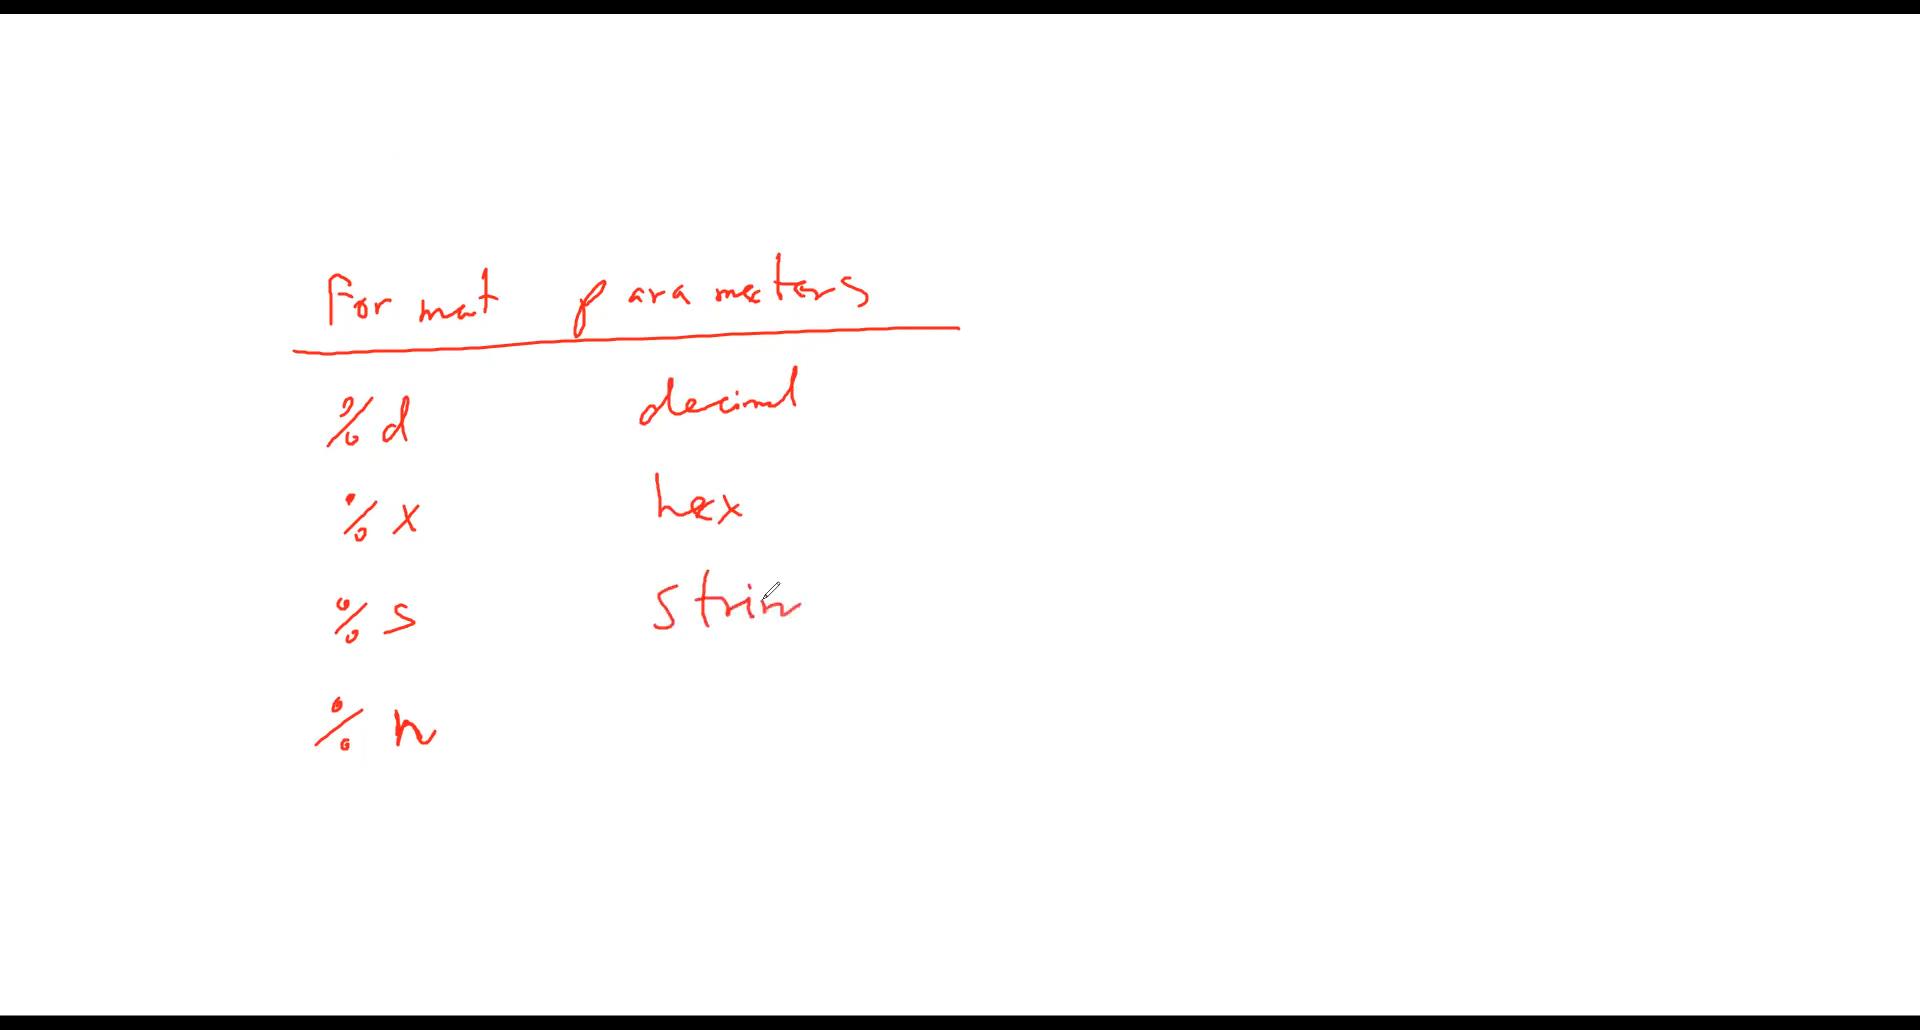 Format parameters
%d decimal
%x hex
%s strin
%n